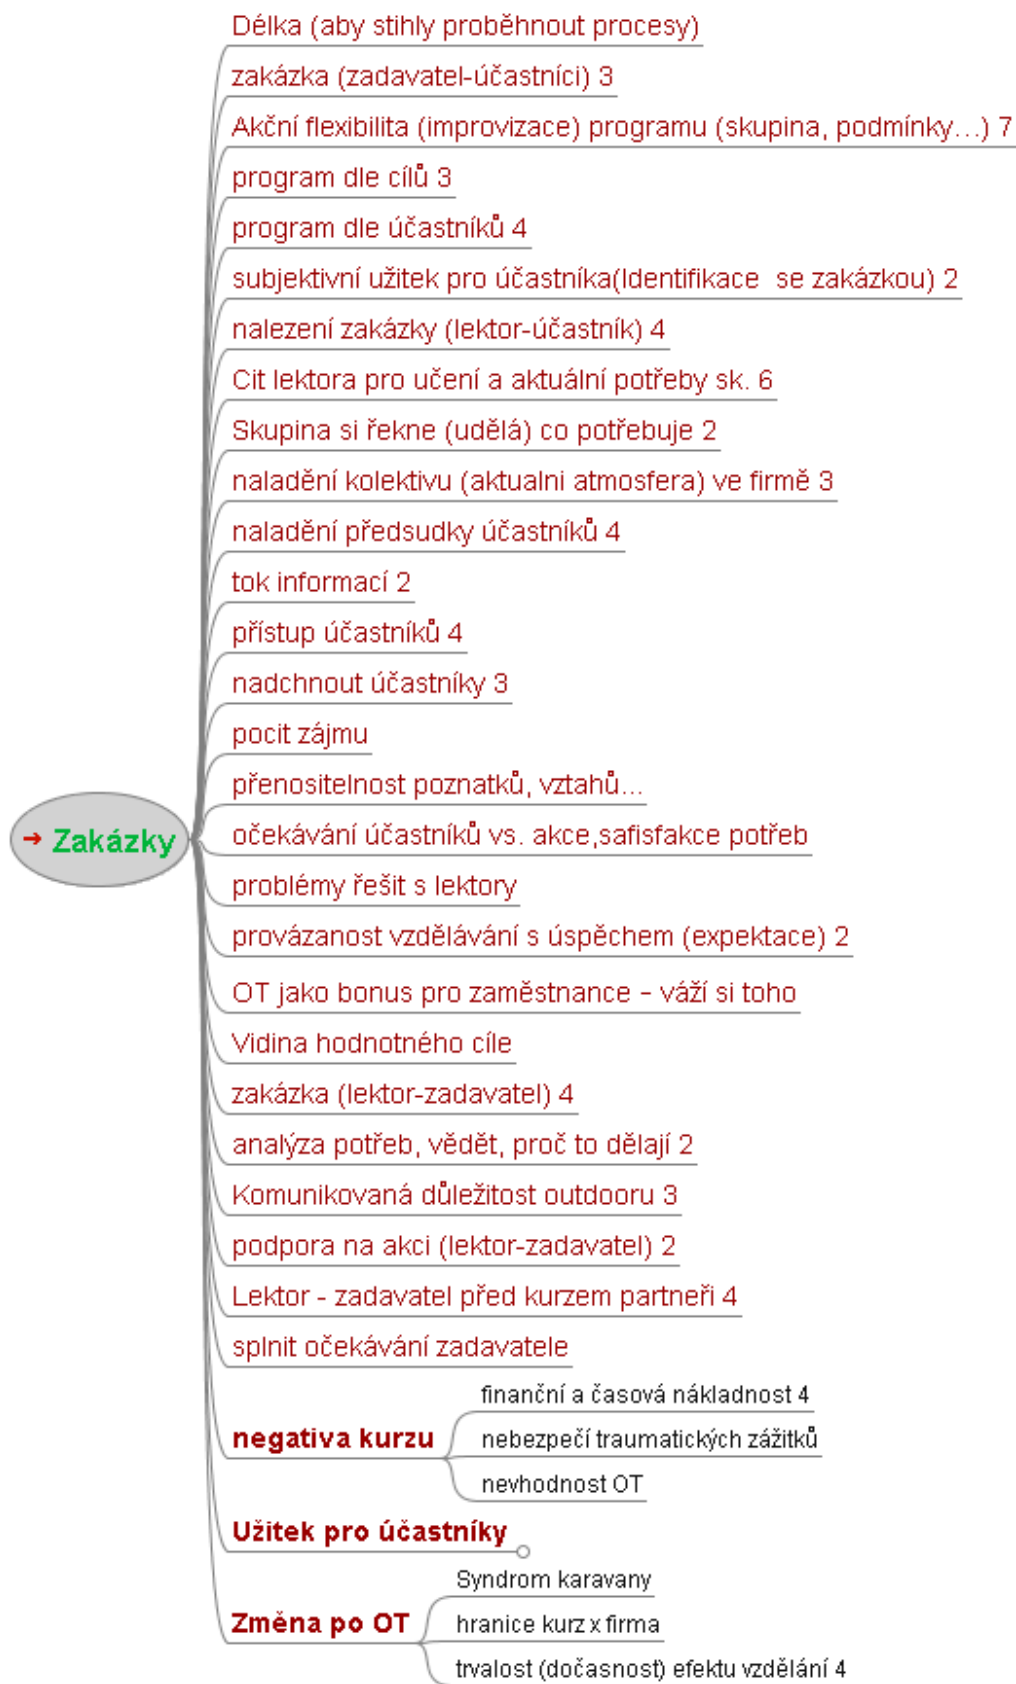 Délka (aby stihly proběhnout procesy)
zakázka (zadavatel-účastníci) 3
Akční flexibilita (improvizace) programu (skupina, podmínky...) 7
program dle cílů 3
program dle účastníků 4
subjektivní užitek pro účastníka(Identifikace  se zakázkou) 2
nalezení zakázky (lektor-účastník) 4
Cit lektora pro učení a aktuální potřeby sk. 6
Skupina si řekne (udělá) co potřebuje 2
naladění kolektivu (aktualni atmosfera) ve firmě 3
naladění předsudky účastníků 4
tok informací 2
přístup účastníků 4
nadchnout účastníky 3
pocit zájmu
přenositelnost poznatků, vztahů...
→ Zakázky
očekávání účastníků vs. akce,safisfakce potřeb
problémy řešit s lektory
provázanost vzdělávání s úspěchem (expektace) 2
OT jako bonus pro zaměstnance – váží si toho
Vidina hodnotného cíle
zakázka (lektor-zadavatel) 4
analýza potřeb, vědět, proč to dělají 2
Komunikovaná důležitost outdooru 3
podpora na akci (lektor-zadavatel) 2
Lektor - zadavatel před kurzem partneři 4
splnit očekávání zadavatele
negativa kurzu
finanční a časová nákladnost 4
nebezpečí traumatických zážitků
nevhodnost OT
Užitek pro účastníky
Změna po OT
Syndrom karavany
hranice kurz x firma
trvalost (dočasnost) efektu vzdělání 4